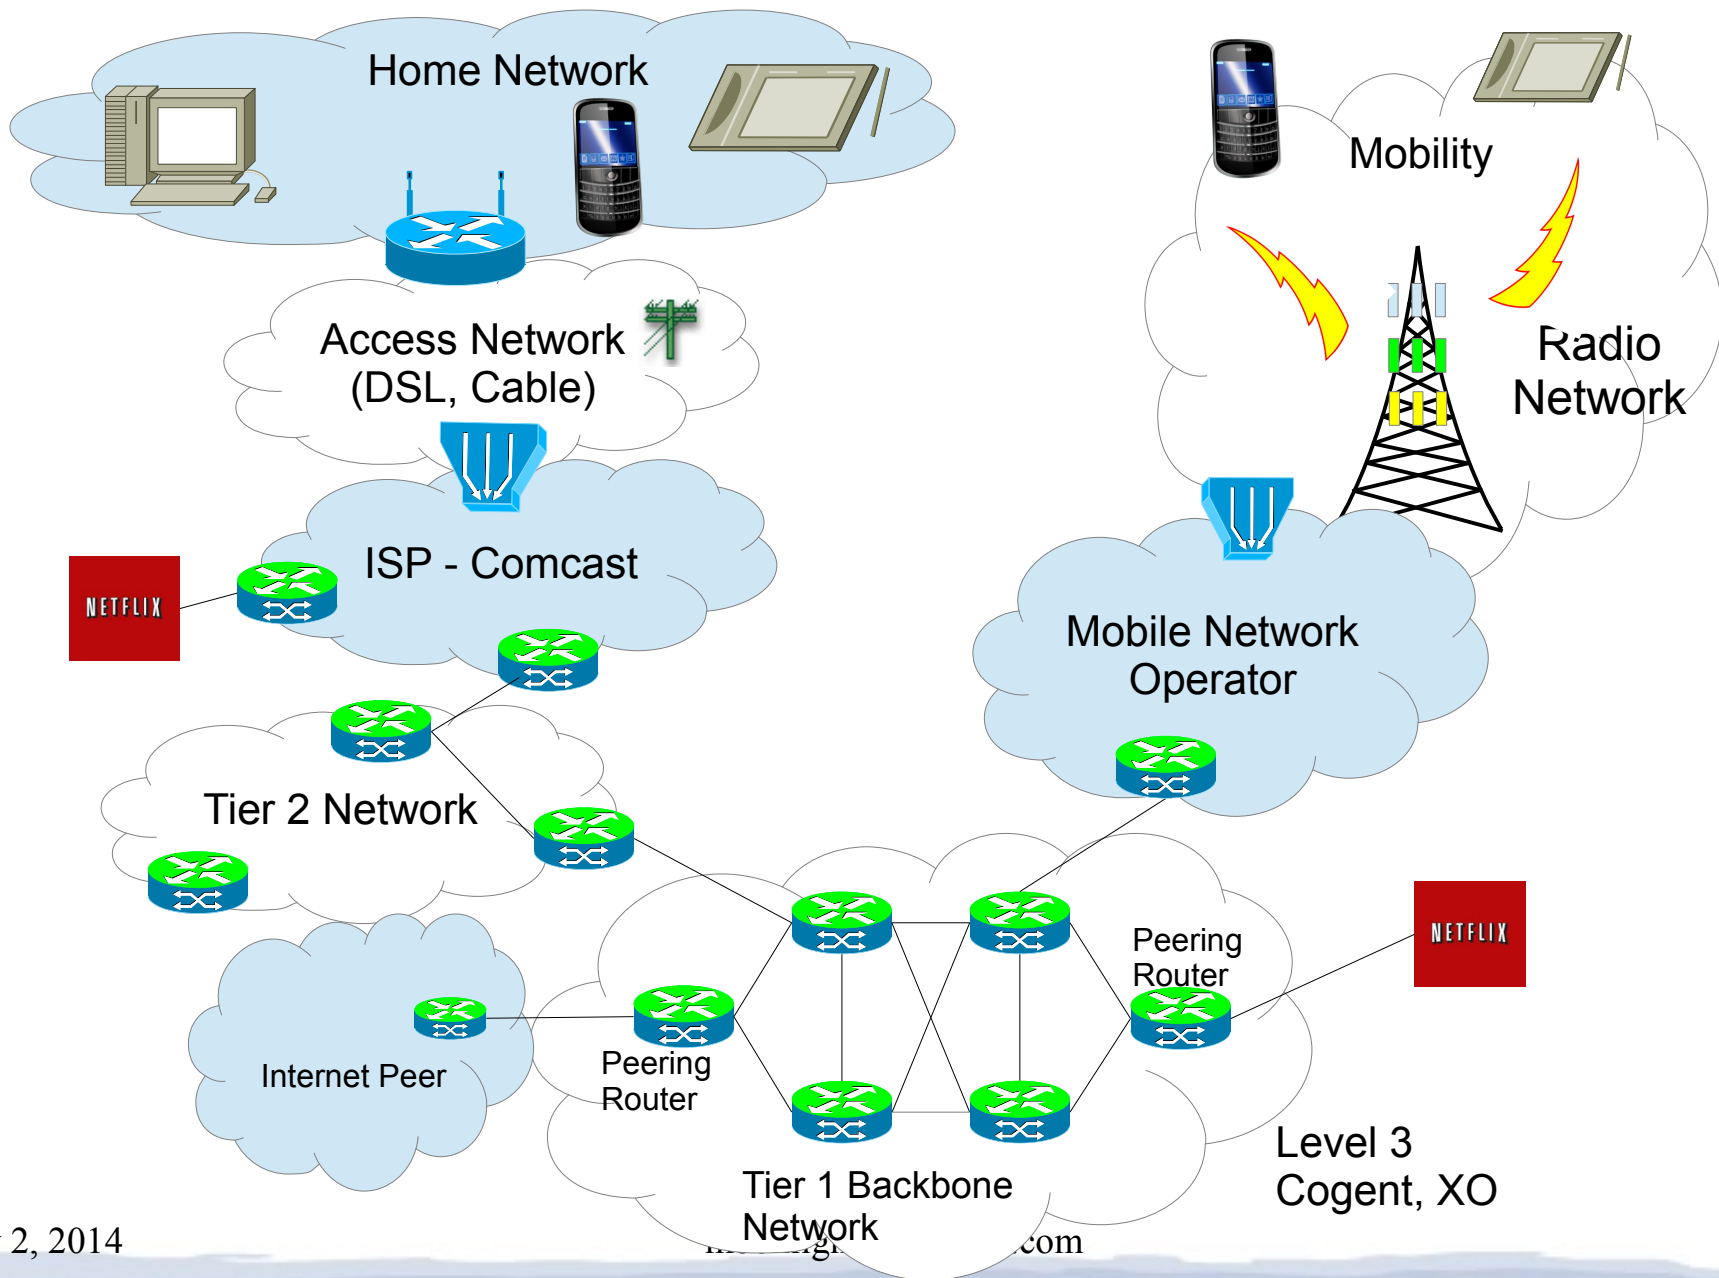 Home Network
Mobility
Access Network
(DSL, Cable)
Radio
Network
ISP - Comcast
NETFLIX
Mobile Network
Operator
Tier 2 Network
Peering
Router
NETFLIX
Internet Peer
Peering
Router
Level 3
Cogent, XO
Tier 1 Backbone
Network
2, 2014
com